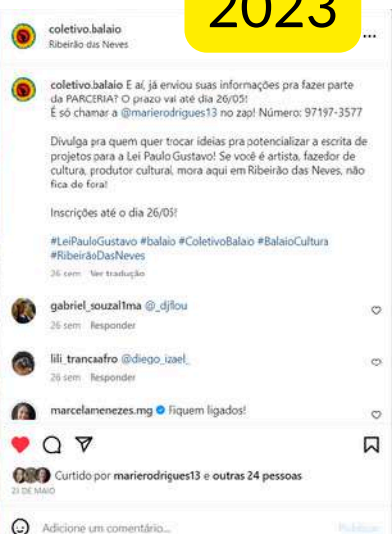 2023
coletivo.balaio
Ribeirão das Neves
coletivo.balaio E aí, já enviou suas informações pra fazer parte
da PARCERIA? O prazo vai até dia 26/05!
É só chamar a @marierodrigues13 no zap! Número: 97197-3577
Divulga pra quem quer trocar ideias pra potencializar a escrita de
projetos para a Lei Paulo Gustavo! Se você é artista, fazedor de
cultura, produtor cultural, mora aqui em Ribeirão das Neves, não
fica de fora!
Inscrições até o dia 26/05!
#LeiPauloGustavo #balaio #ColetivoBalaio #BalaioCultura
#RibeirãoDasNeves
26 sem Ver tradução
gabriel_souzal1ma @_djflou
26 sem Responder
lili_trancaafro @diego_izael_
26 sem Responder
marcelamenezes.mg Fiquem ligados!
Curtido por marierodrigues13 e outras 24 pessoas
23 DE MAIO
Adicione um comentário...
Publicar